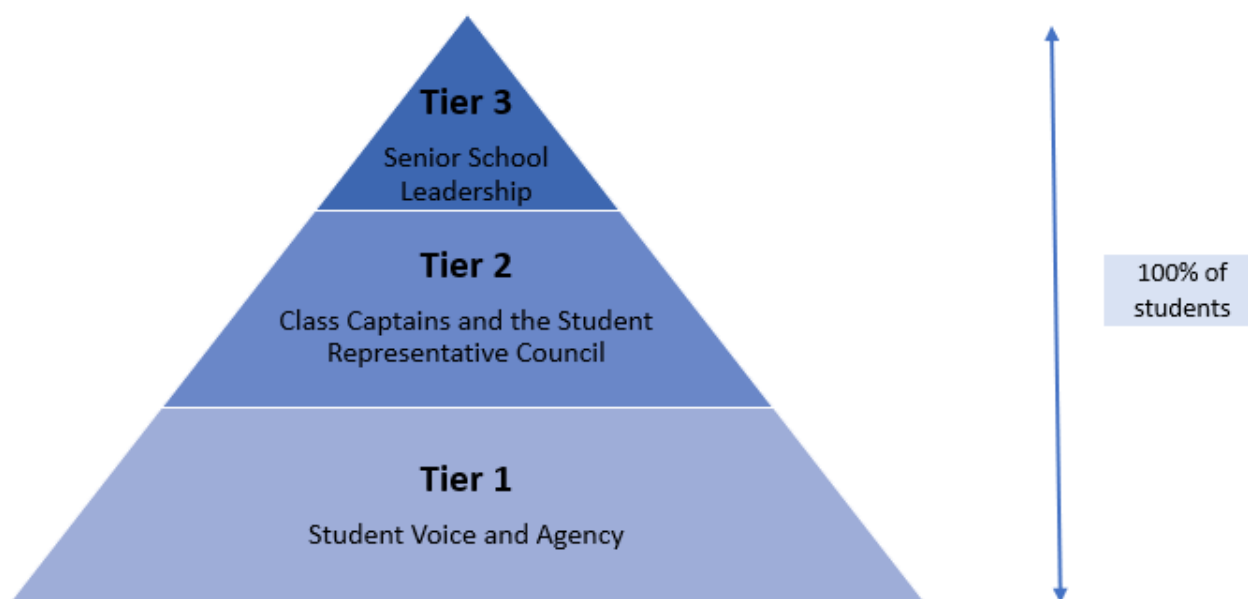 Tier 3
Senior School
Leadership
Tier 2
Class Captains and the Student
Representative Council
Tier 1
Student Voice and Agency
100% of
students